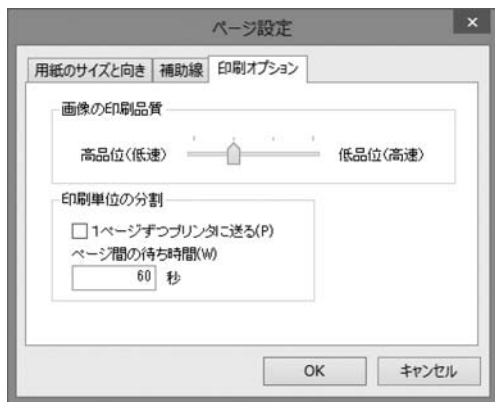 ページ設定
用紙のサイズと向き 補助線 印刷オプション
画像の印刷品質
高品位(低速) 低品位(高速)
印刷単位の分割
1ページずつプリンタに送る(P)
ページ間の待ち時間(W)
60 秒
OK キャンセル